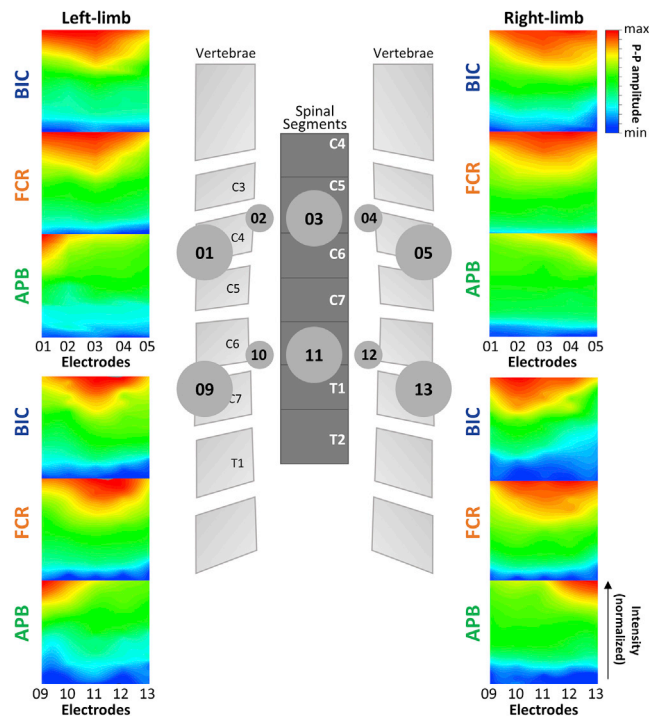 Left-limb
Right-limb
max
P-P amplitude
min
Vertebrae
Vertebrae
Spinal
Segments
BIC
FCR
APB
01 02 03 04 05
Electrodes
BIC
FCR
APB
01 02 03 04 05
Electrodes
C4
C3
C5
02
03
04
01
C4
C6
05
C5
C7
C6
10
11
12
09
C7
T1
13
T1
T2
BIC
FCR
APB
09 10 11 12 13
Electrodes
BIC
FCR
APB
09 10 11 12 13
Electrodes
Intensity
(normalized)